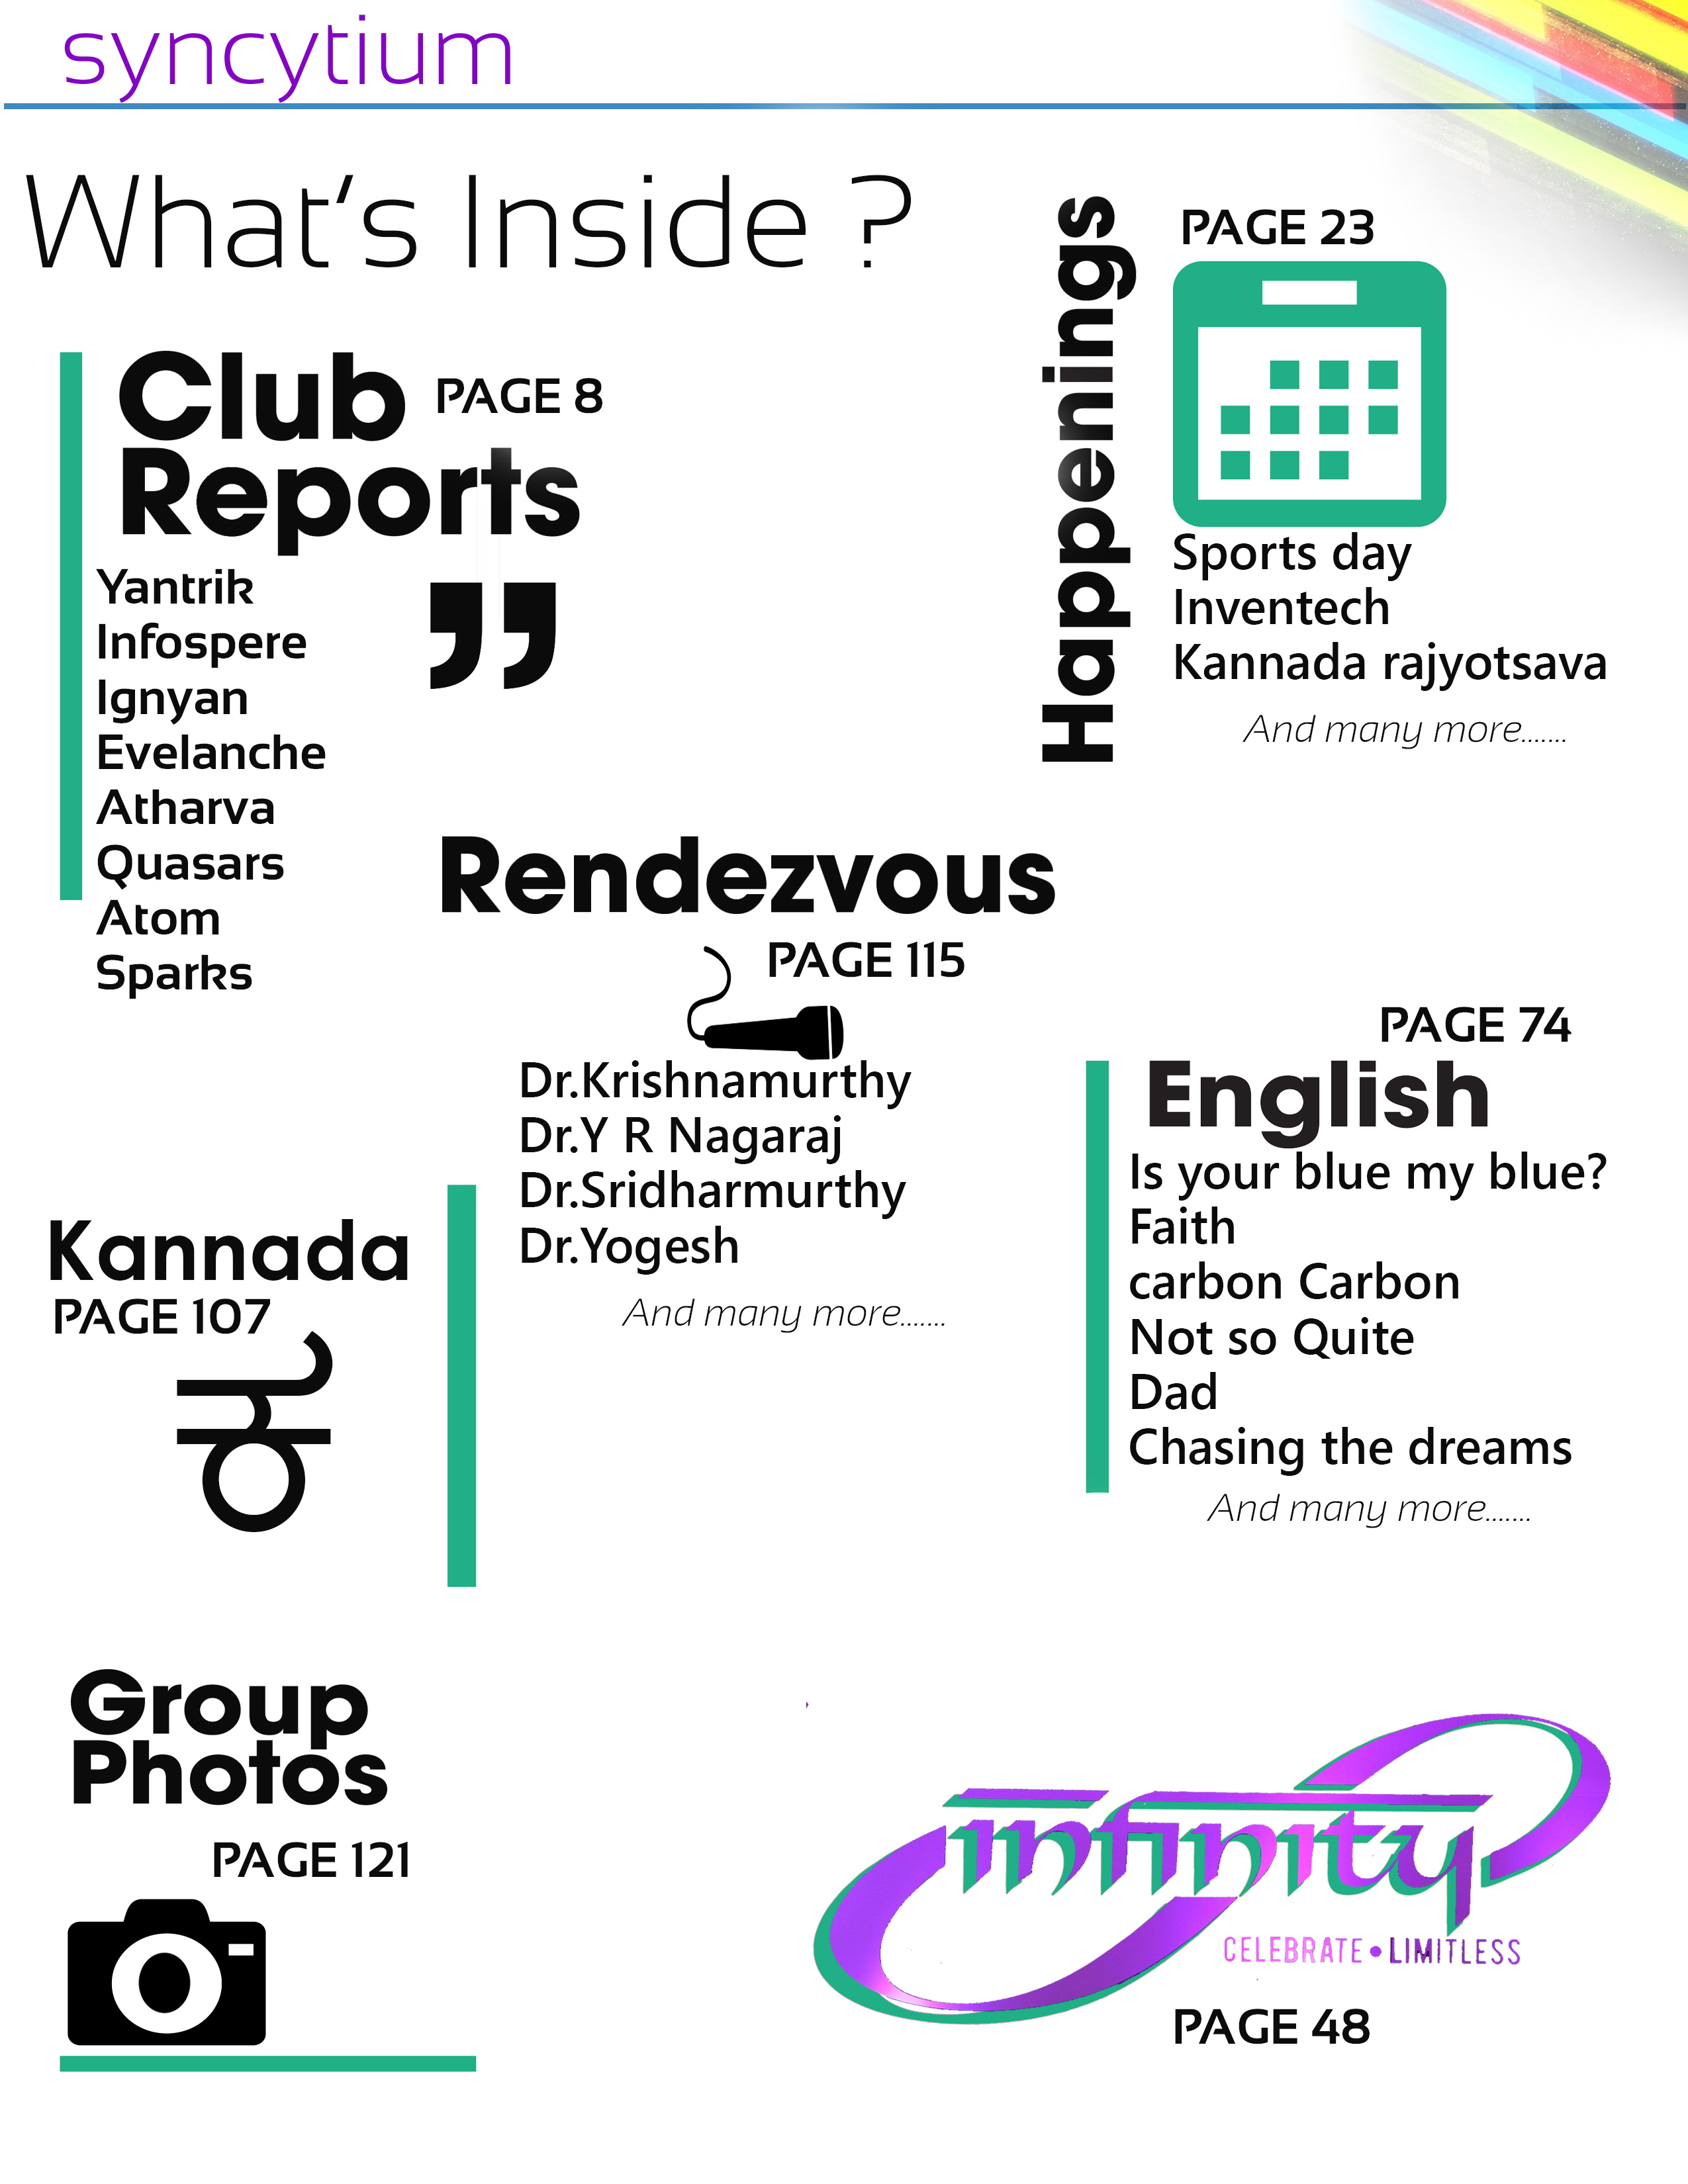 syncytium
What's Inside ?
Club
PAGE 8
Reports
Yantrik
Infospere
Ignyan
Evelanche
Atharva
Quasars
Atom
Sparks
Happenings
PAGE 23
Sports day
Inventech
Kannada rajyotsava
And many more.......
Rendezvous
PAGE 115
Dr.Krishnamurthy
Dr.Y R Nagaraj
Dr.Sridharmurthy
Dr.Yogesh
And many more.......
PAGE 74
English
Is your blue my blue?
Faith
carbon Carbon
Not so Quite
Dad
Chasing the dreams
And many more.......
Kannada
PAGE 107
Group
Photos
PAGE 121
infinity
CELEBRATE•LIMITLESS
PAGE 48